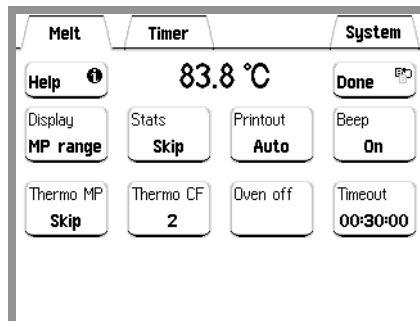 Melt Timer System
Help 83.8 °C Done
Display Stats Printout Beep
MP range Skip Auto On
Thermo MP Thermo CF Oven off Timeout
Skip 2 00:30:00